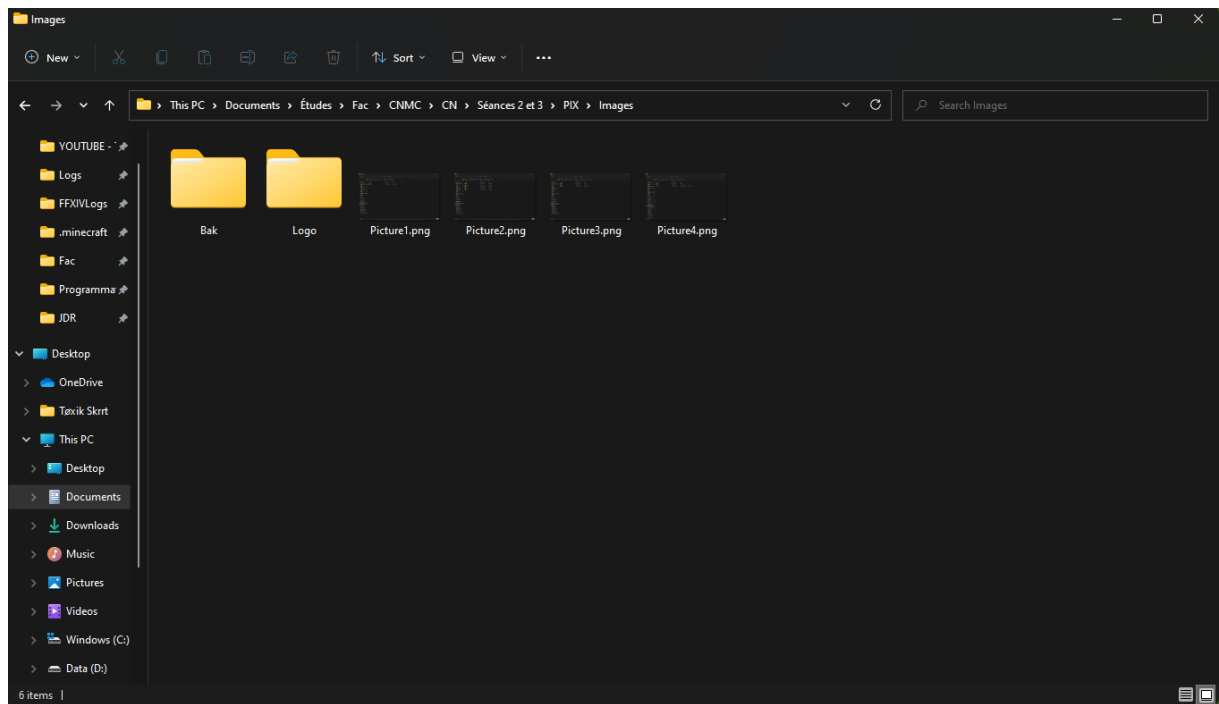 Images
New
Sort
View
This PC > Documents > Études > Fac > CNMC > CN > Séances 2 et 3 > PIX > Images
Search Images
YOUTUBE -
Logs
FFXIVLogs
.minecraft
Fac
Programma
JDR
Desktop
OneDrive
Tøxik Skrrt
This PC
Desktop
Documents
Downloads
Music
Pictures
Videos
Windows (C:)
Data (D:)
Bak
Logo
Picture1.png
Picture2.png
Picture3.png
Picture4.png
6 items